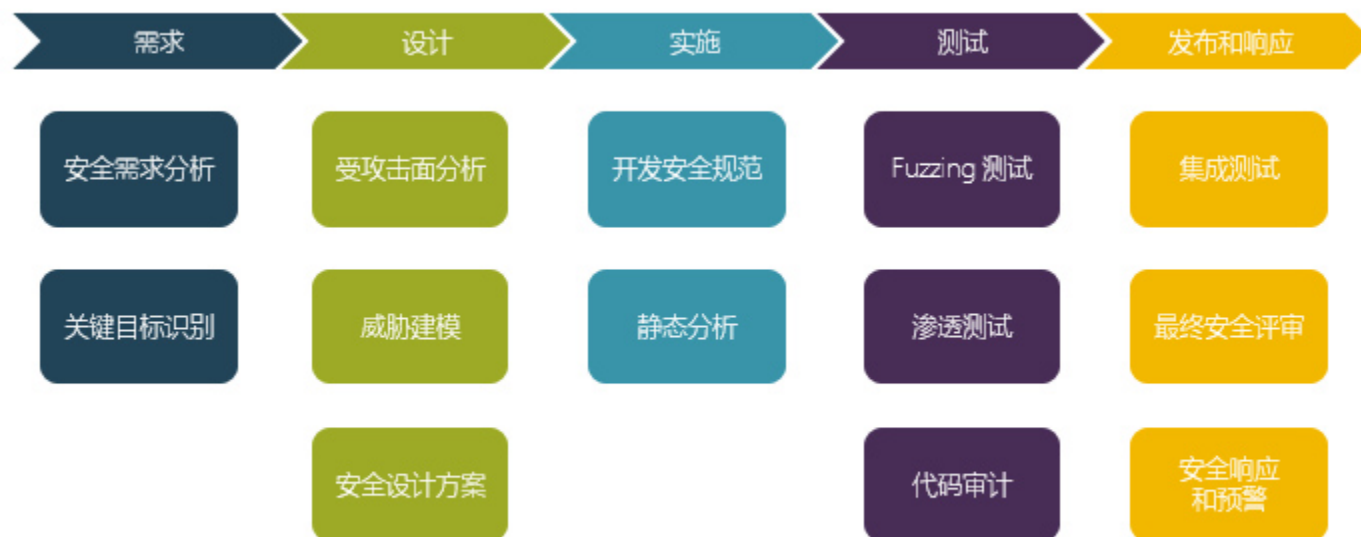 需求
设计
实施
测试
发布和响应
安全需求分析
受攻击面分析
开发安全规范
Fuzzing 测试
集成测试
关键目标识别
威胁建模
静态分析
渗透测试
最终安全评审
安全设计方案
代码审计
安全响应
和预警